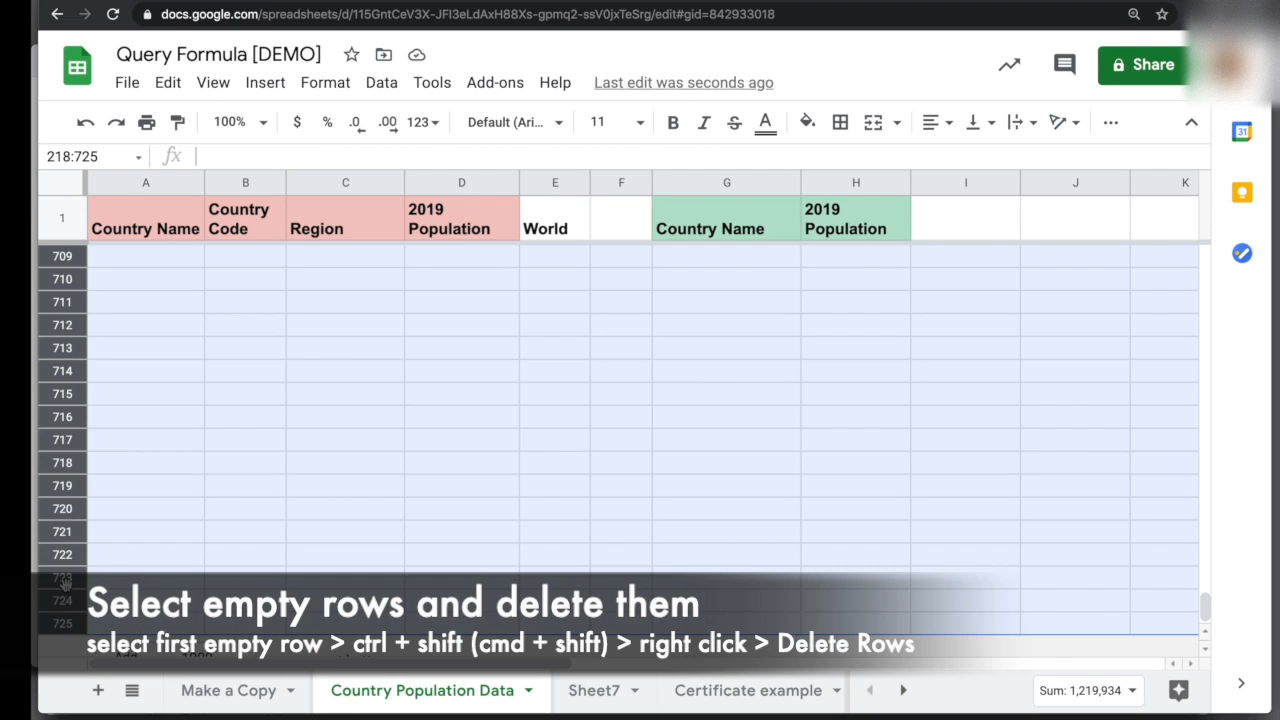 docs.google.com/spreadsheets/d/115GntCeV3X-JFI3eLdAxH88Xs-gpmq2-ssV0jxTeSrg/edit#gid=842933018
Query Formula [DEMO]
File Edit View Insert Format Data Tools Add-ons Help Last edit was seconds ago
Share
100% $ % .0 .00 123 Default (Ari... 11 B I S A
218:725 fx
A B C D E F G H I J K
1 Country Name Country Code Region 2019 Population World Country Name 2019 Population
709
710
711
712
713
714
715
716
717
718
719
720
721
722
723
724
725
Select empty rows and delete them
select first empty row > ctrl + shift (cmd + shift) > right click > Delete Rows
Make a Copy Country Population Data Sheet7 Certificate example Sum: 1,219,934